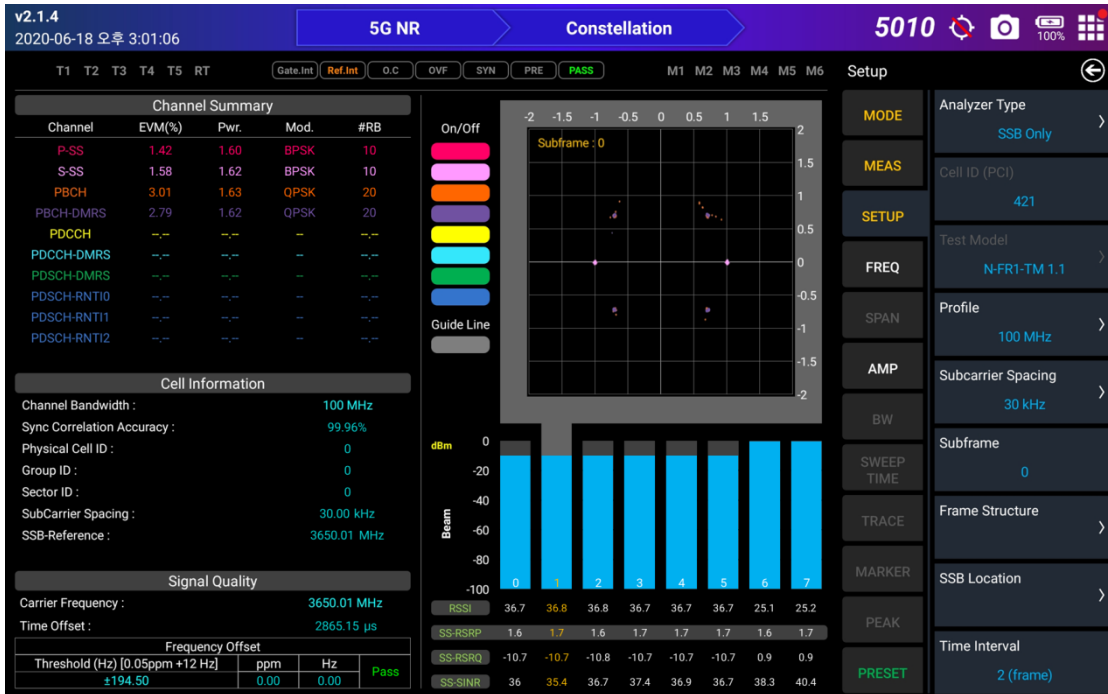 v2.1.4
2020-06-18 오후 3:01:06
5G NR
Constellation
5010
100%
T1 T2 T3 T4 T5 RT
Gate.Int Ref.Int O.C OVF SYN PRE PASS
M1 M2 M3 M4 M5 M6
Channel Summary
Channel EVM(%) Pwr. Mod. #RB
P-SS 1.42 1.60 BPSK 10
S-SS 1.58 1.62 BPSK 10
PBCH 3.01 1.63 QPSK 20
PBCH-DMRS 2.79 1.62 QPSK 20
PDCCH --.-- --.-- -- --.--
PDCCH-DMRS --.-- --.-- -- --.--
PDSCH-DMRS --.-- --.-- -- --.--
PDSCH-RNTI0 --.-- --.-- -- --.--
PDSCH-RNTI1 --.-- --.-- -- --.--
PDSCH-RNTI2 --.-- --.-- -- --.--
Cell Information
Channel Bandwidth : 100 MHz
Sync Correlation Accuracy : 99.96%
Physical Cell ID : 0
Group ID : 0
Sector ID : 0
SubCarrier Spacing : 30.00 kHz
SSB-Reference : 3650.01 MHz
Signal Quality
Carrier Frequency : 3650.01 MHz
Time Offset : 2865.15 µs
Frequency Offset
Threshold (Hz) [0.05ppm +12 Hz] ppm Hz
±194.50 0.00 0.00 Pass
On/Off
Guide Line
-2 -1.5 -1 -0.5 0 0.5 1 1.5 2
Subframe : 0
1.5
1
0.5
0
-0.5
-1
-1.5
-2
dBm
0
-20
-40
-60
-80
-100
Beam
0 1 2 3 4 5 6 7
RSSI 36.7 36.8 36.8 36.7 36.7 36.7 25.1 25.2
SS-RSRP 1.6 1.7 1.6 1.7 1.7 1.7 1.6 1.7
SS-RSRQ -10.7 -10.7 -10.8 -10.7 -10.7 -10.7 0.9 0.9
SS-SINR 36 35.4 36.7 37.4 36.9 36.7 38.3 40.4
Setup
MODE
MEAS
SETUP
FREQ
SPAN
AMP
BW
SWEEP
TIME
TRACE
MARKER
PEAK
PRESET
Analyzer Type
SSB Only
Cell ID (PCI)
421
Test Model
N-FR1-TM 1.1
Profile
100 MHz
Subcarrier Spacing
30 kHz
Subframe
0
Frame Structure
SSB Location
Time Interval
2 (frame)